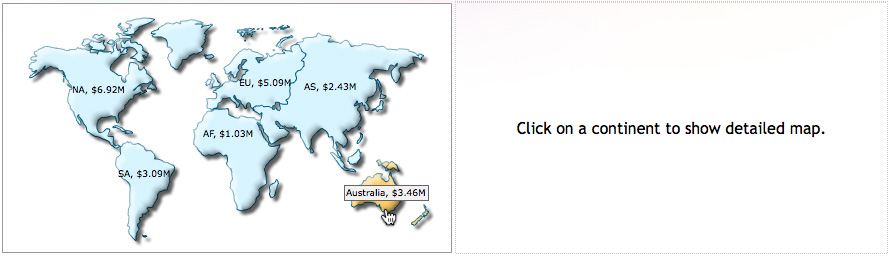 NA, $6.92M
EU, $5.09M
AS, $2.43M
AF, $1.03M
SA, $3.09M
Australia, $3.46M
Click on a continent to show detailed map.